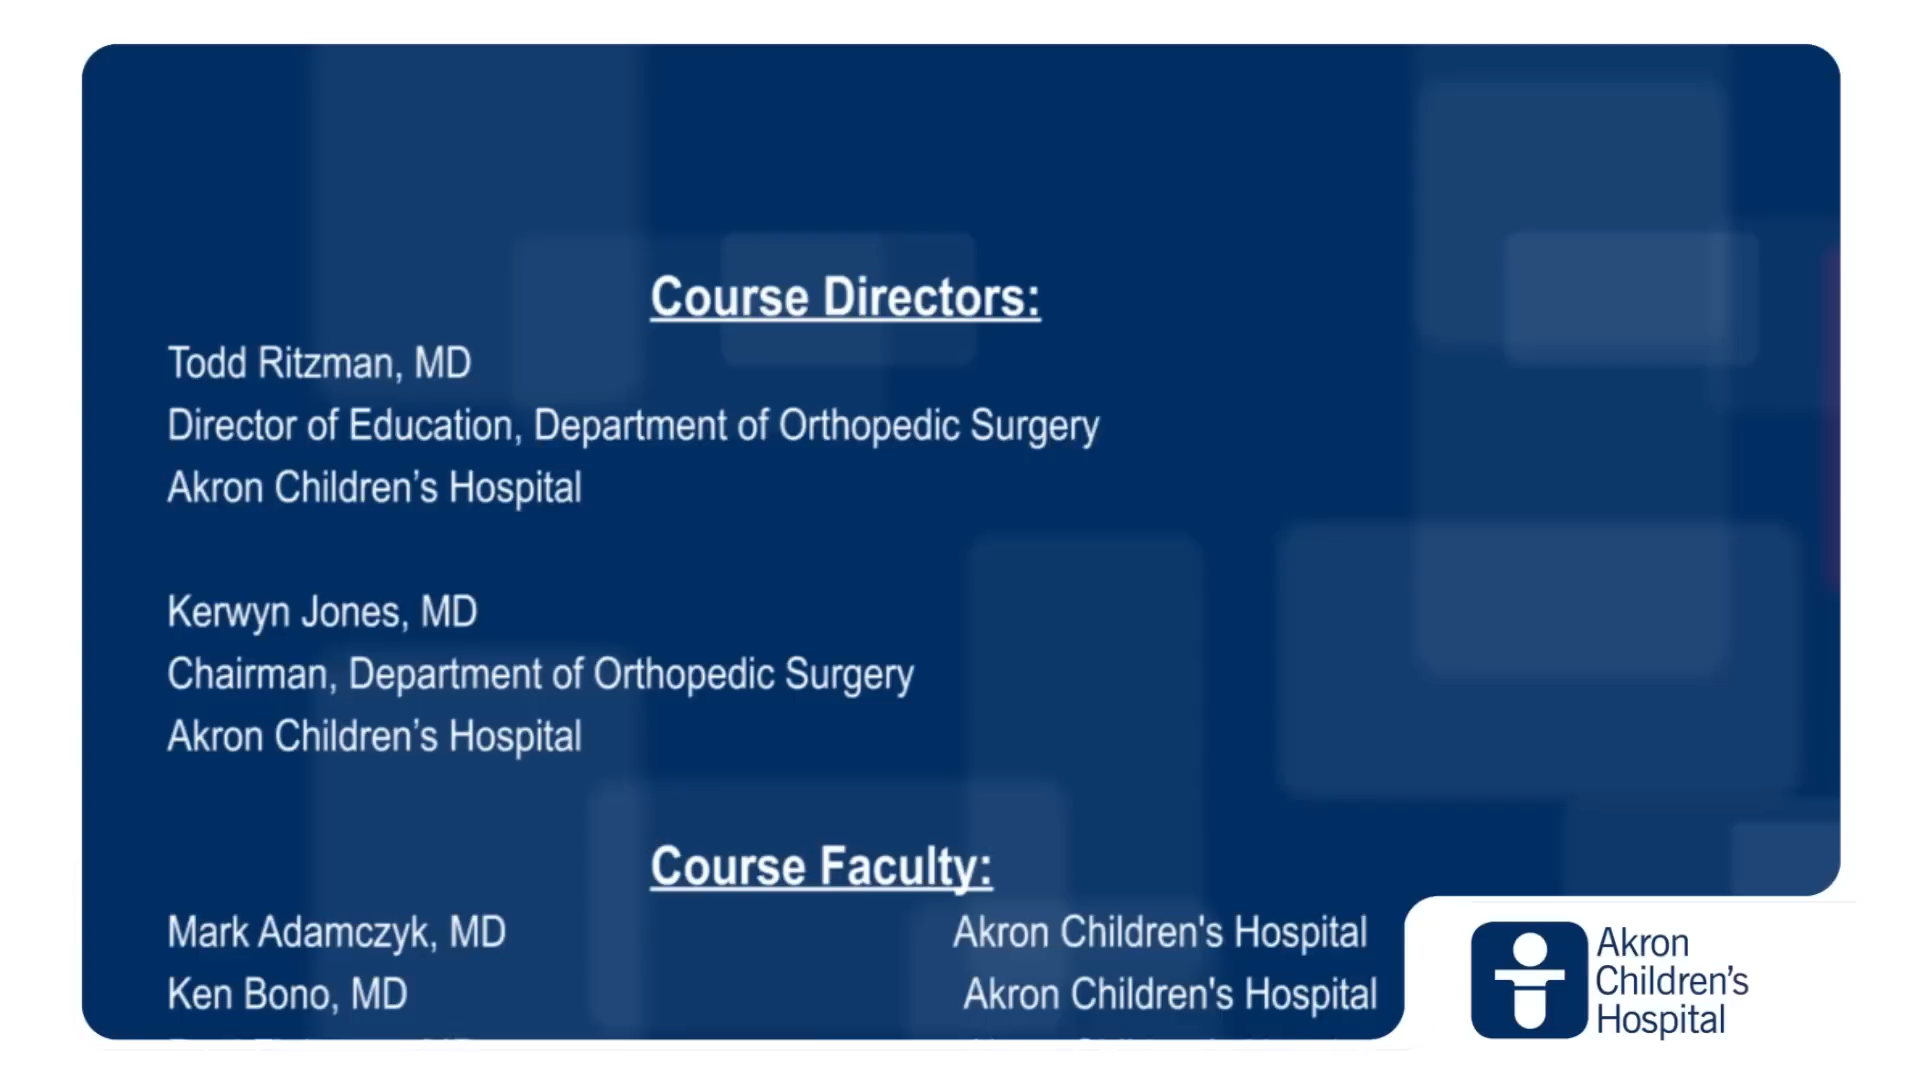 Course Directors:
Todd Ritzman, MD
Director of Education, Department of Orthopedic Surgery
Akron Children’s Hospital
Kerwyn Jones, MD
Chairman, Department of Orthopedic Surgery
Akron Children’s Hospital
Course Faculty:
Mark Adamczyk, MD Akron Children's Hospital
Ken Bono, MD Akron Children's Hospital
Akron
Children’s
Hospital